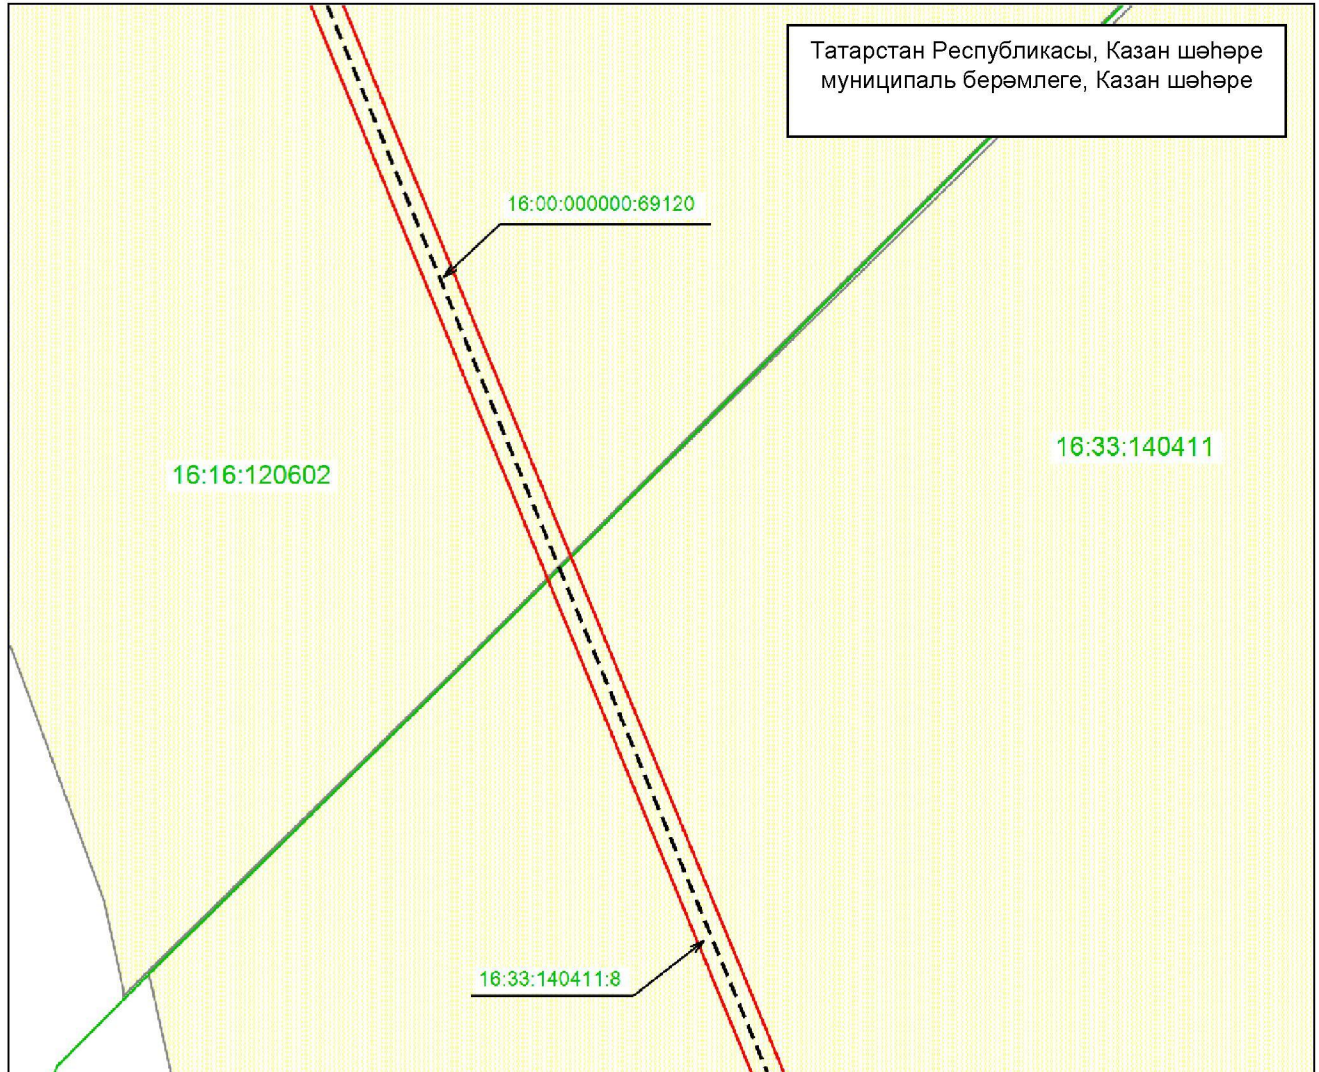 Татарстан Республикасы, Казан шәһәре
муниципаль берәмлеге, Казан шәһәре
16:00:000000:69120
16:33:140411
16:16:120602
16:33:140411:8